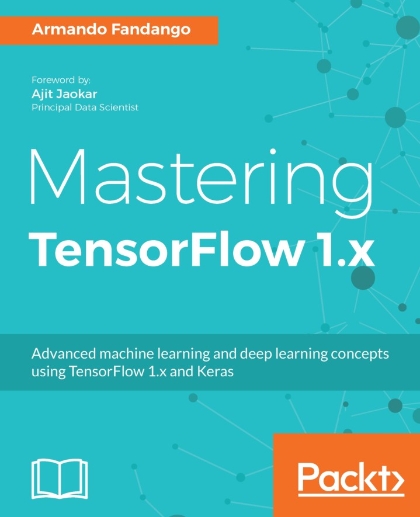 Armando Fandango
Foreword by:
Ajit Jaokar
Principal Data Scientist
Mastering
TensorFlow 1.x
Advanced machine learning and deep learning concepts
using TensorFlow 1.x and Keras
Packt>